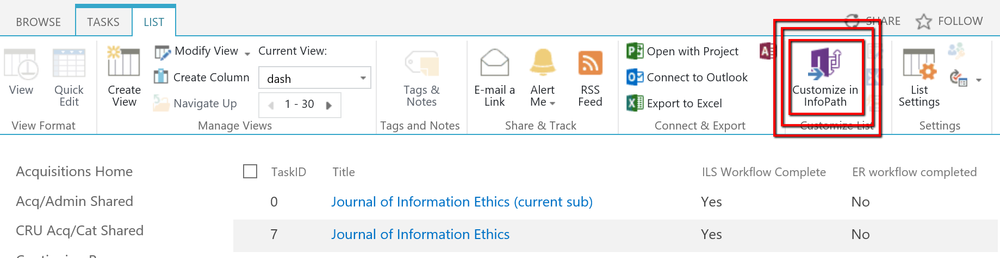 BROWSE TASKS LIST SHARE FOLLOW
View
Quick
Edit
View Format
Create
View
Modify View
Create Column
Navigate Up
Current View:
dash
1 - 30
Manage Views
Tags &
Notes
Tags and Notes
E-mail a
Link
Alert
Me
RSS
Feed
Share & Track
Open with Project
Connect to Outlook
Export to Excel
Connect & Export
Customize in
InfoPath
Customize List
List
Settings
Settings
Acquisitions Home
Acq/Admin Shared
CRU Acq/Cat Shared
TaskID Title ILS Workflow Complete ER workflow completed
0 Journal of Information Ethics (current sub) Yes No
7 Journal of Information Ethics Yes No